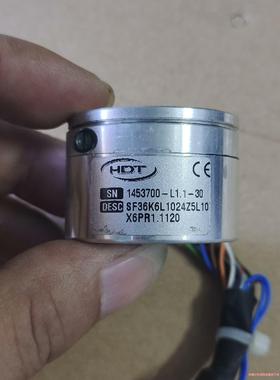 HDT
CE
SN 1453700-L1.1-30
DESC SF36K6L1024Z5L10
X6PR1.1120